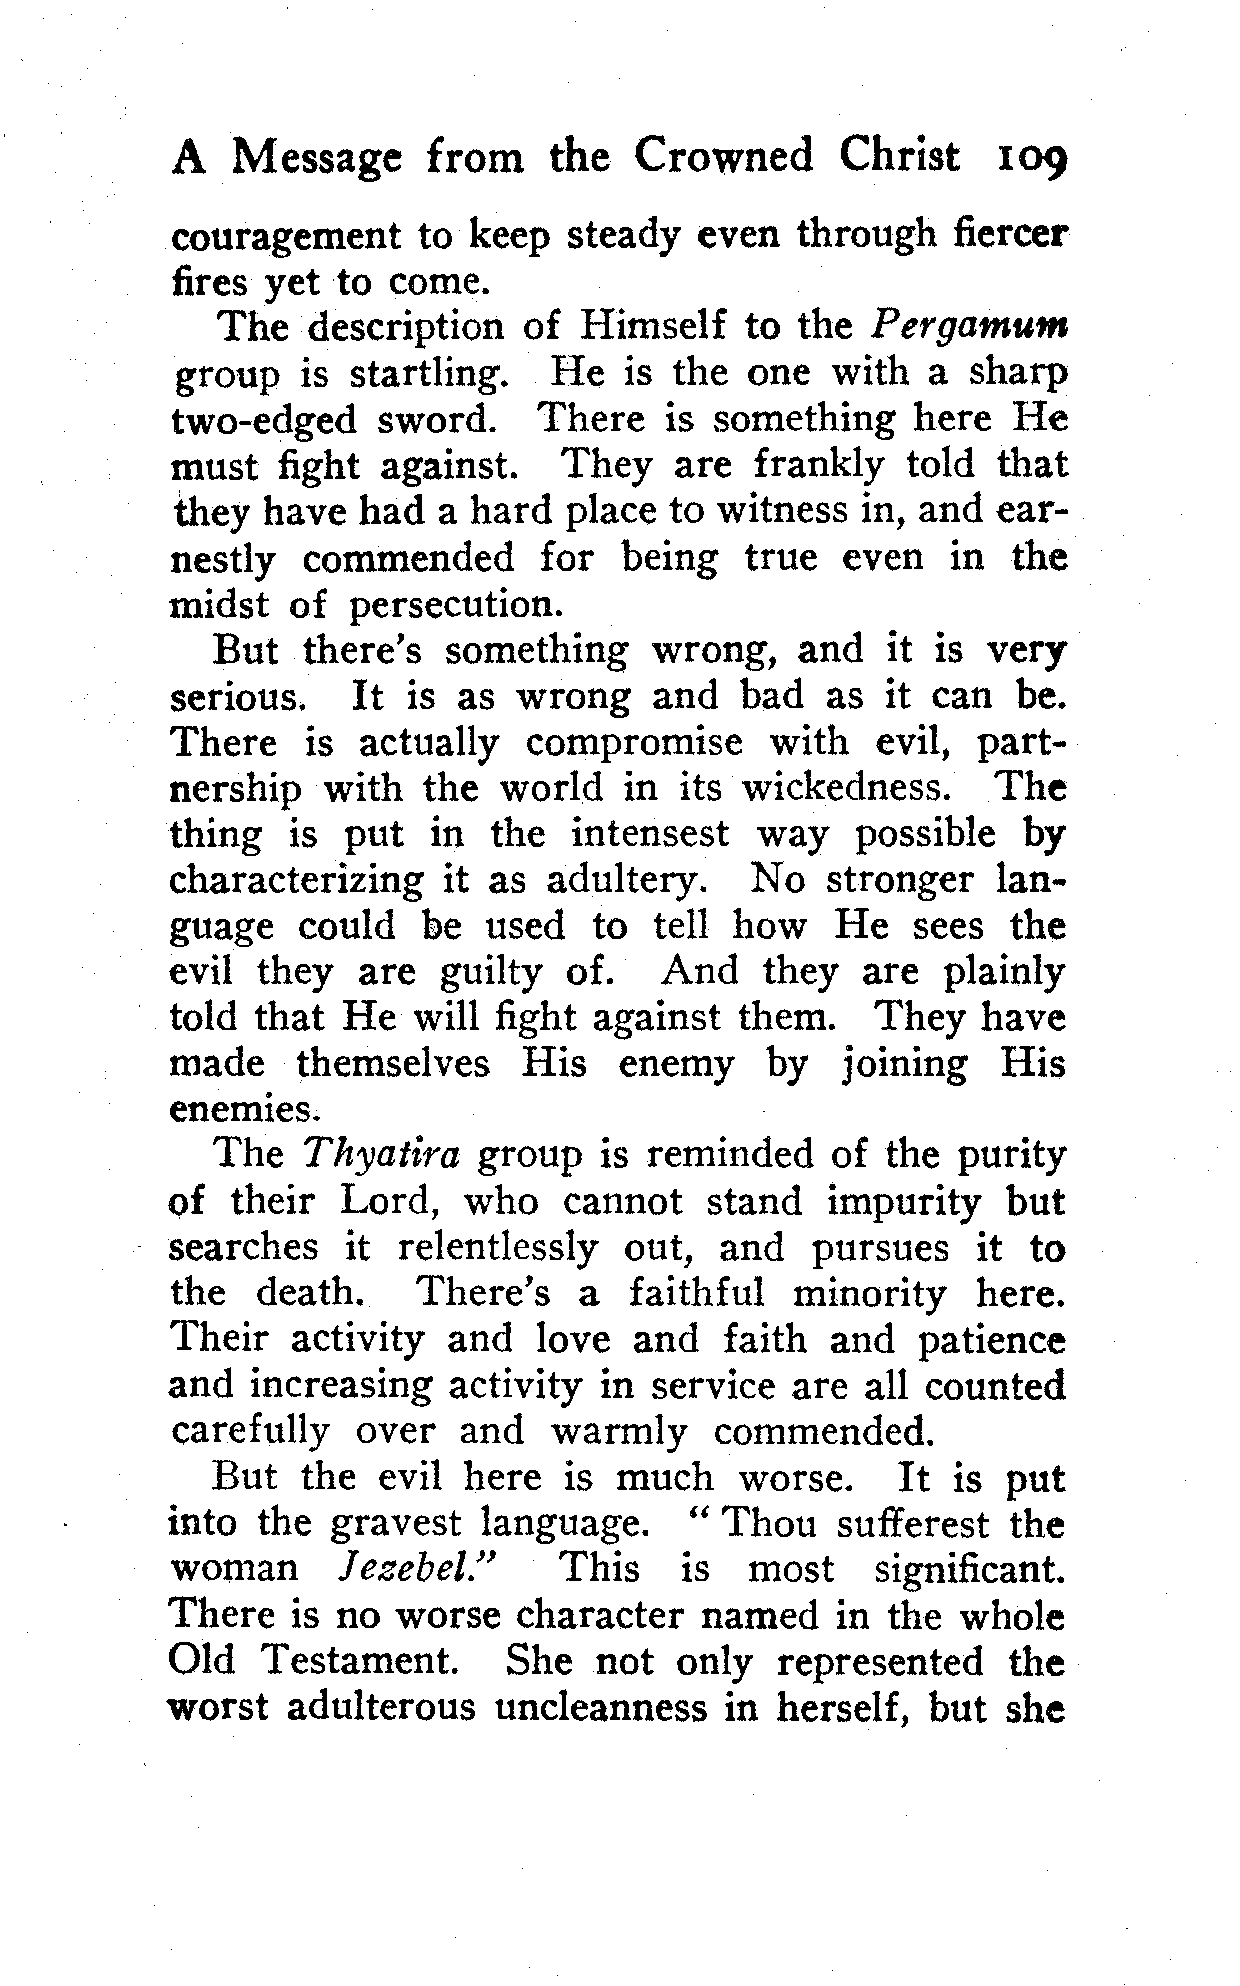 A Message from the Crowned Christ 109
couragement to keep steady even through fiercer
fires yet to come.
The description of Himself to the Pergamum
group is startling. He is the one with a sharp
two-edged sword. There is something here He
must fight against. They are frankly told that
they have had a hard place to witness in, and ear-
nestly commended for being true even in the
midst of persecution.
But there's something wrong, and it is very
serious. It is as wrong and bad as it can be.
There is actually compromise with evil, part-
nership with the world in its wickedness. The
thing is put in the intensest way possible by
characterizing it as adultery. No stronger lan-
guage could be used to tell how He sees the
evil they are guilty of. And they are plainly
told that He will fight against them. They have
made themselves His enemy by joining His
enemies.
The Thyatira group is reminded of the purity
of their Lord, who cannot stand impurity but
searches it relentlessly out, and pursues it to
the death. There's a faithful minority here.
Their activity and love and faith and patience
and increasing activity in service are all counted
carefully over and warmly commended.
But the evil here is much worse. It is put
into the gravest language. " Thou sufferest the
woman Jezebel." This is most significant.
There is no worse character named in the whole
Old Testament. She not only represented the
worst adulterous uncleanness in herself, but she